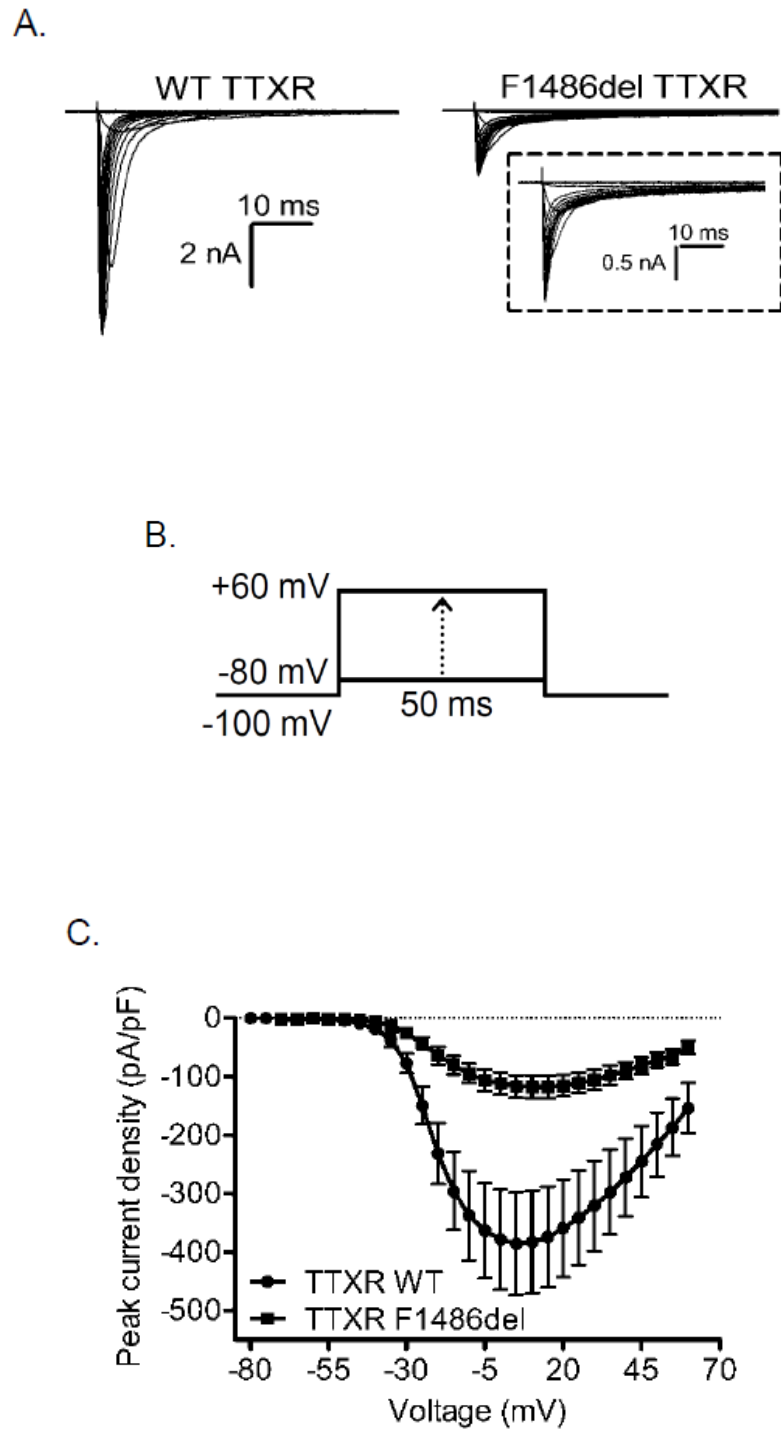 A.
WT TTXR
F1486del TTXR
10 ms
2 nA
10 ms
0.5 nA
B.
+60 mV
-80 mV
50 ms
-100 mV
C.
Peak current density (pA/pF)
0
-100
-200
-300
-400
-500
TTXR WT
TTXR F1486del
-80 -55 -30 -5 20 45 70
Voltage (mV)